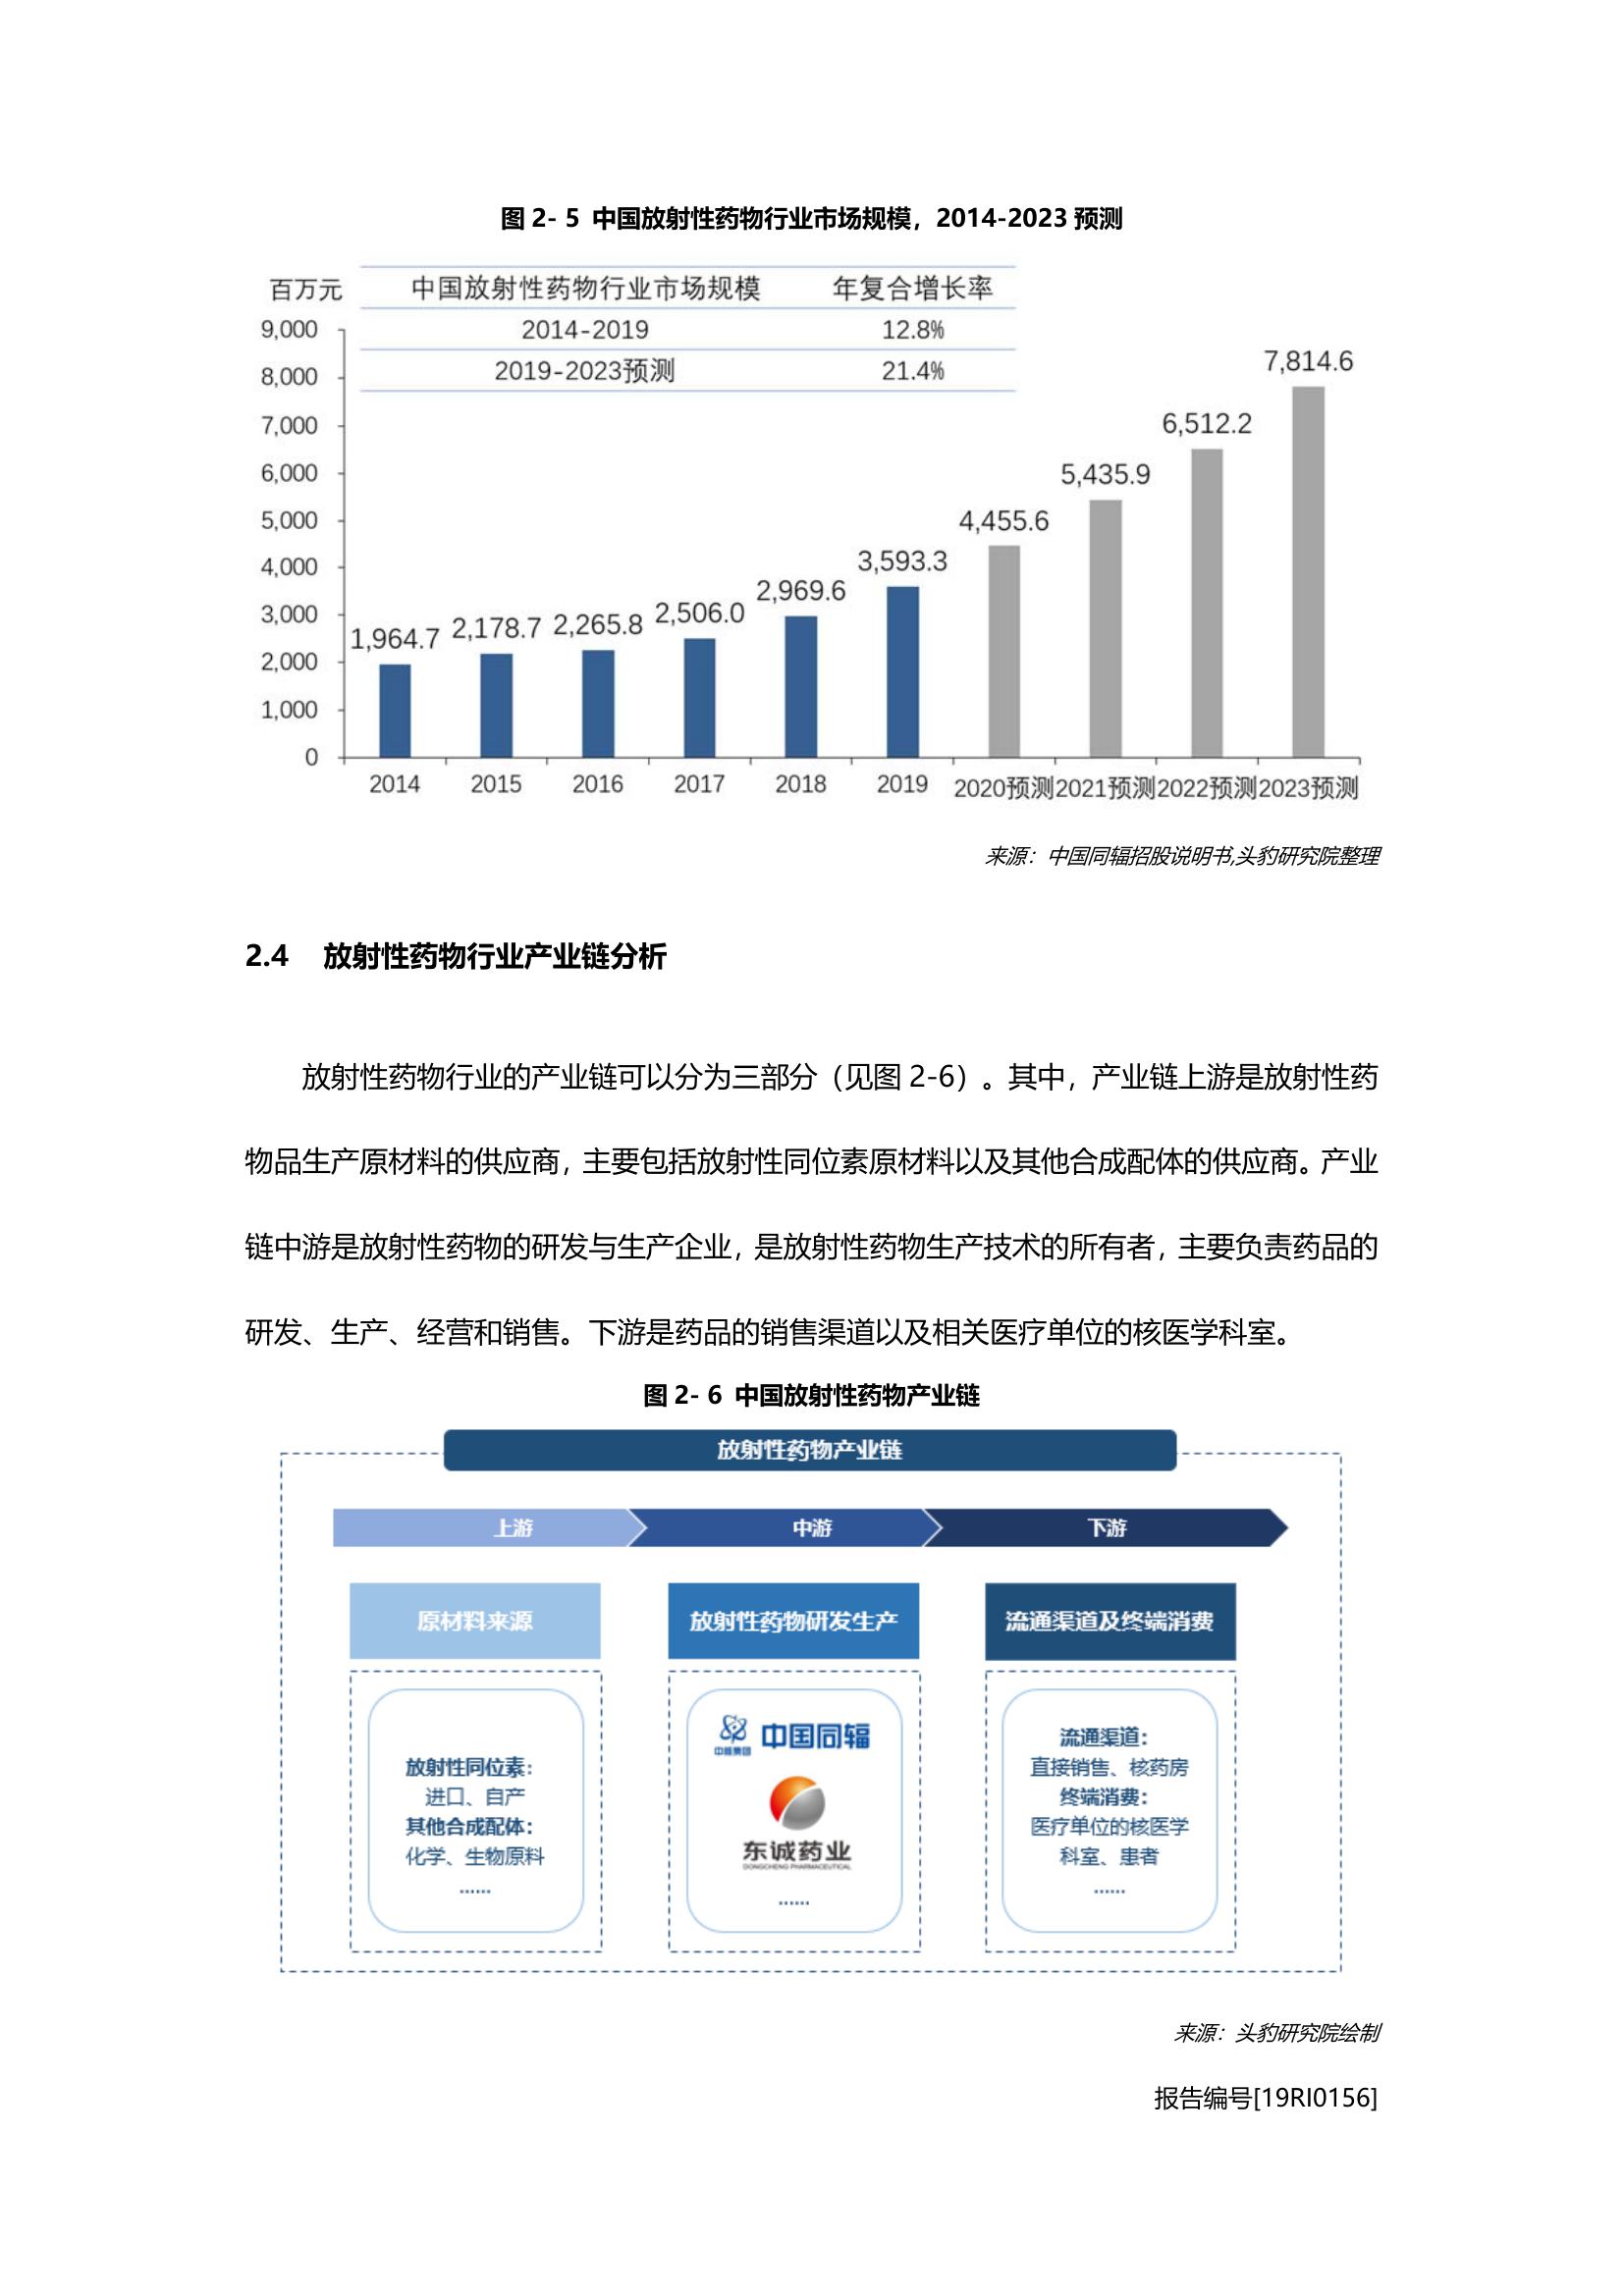 图 2- 5 中国放射性药物行业市场规模，2014-2023 预测
百万元
中国放射性药物行业市场规模 年复合增长率
2014-2019 12.8%
2019-2023预测 21.4%
9,000
8,000
7,000
6,000
5,000
4,000
3,000
2,000
1,000
0
1,964.7
2,178.7
2,265.8
2,506.0
2,969.6
3,593.3
4,455.6
5,435.9
6,512.2
7,814.6
2014 2015 2016 2017 2018 2019 2020预测 2021预测 2022预测 2023预测
来源：中国同辐招股说明书,头豹研究院整理
2.4 放射性药物行业产业链分析
放射性药物行业的产业链可以分为三部分（见图 2-6）。其中，产业链上游是放射性药
物品生产原材料的供应商，主要包括放射性同位素原材料以及其他合成配体的供应商。产业
链中游是放射性药物的研发与生产企业，是放射性药物生产技术的所有者，主要负责药品的
研发、生产、经营和销售。下游是药品的销售渠道以及相关医疗单位的核医学科室。
图 2- 6 中国放射性药物产业链
放射性药物产业链
上游 中游 下游
原材料来源 放射性药物研发生产 流通渠道及终端消费
放射性同位素：
进口、自产
其他合成配体：
化学、生物原料
......
中核集团
中国同辐
东诚药业
DONGCHENG PHARMACEUTICAL
......
流通渠道：
直接销售、核药房
终端消费：
医疗单位的核医学
科室、患者
......
来源：头豹研究院绘制
报告编号[19RI0156]